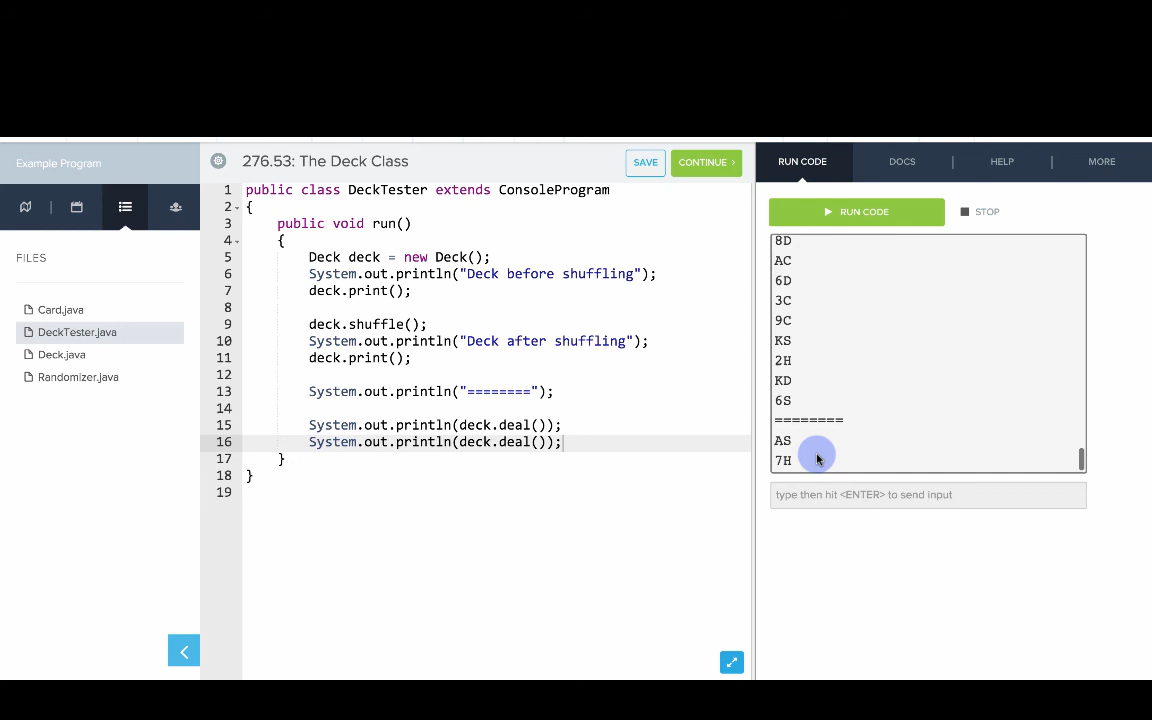 Example Program
276.53: The Deck Class
SAVE
CONTINUE >
RUN CODE
DOCS
HELP
MORE
FILES
Card.java
DeckTester.java
Deck.java
Randomizer.java
1 public class DeckTester extends ConsoleProgram
2 {
3 public void run()
4 {
5 Deck deck = new Deck();
6 System.out.println("Deck before shuffling");
7 deck.print();
8
9 deck.shuffle();
10 System.out.println("Deck after shuffling");
11 deck.print();
12
13 System.out.println("========");
14
15 System.out.println(deck.deal());
16 System.out.println(deck.deal());
17 }
18 }
19
RUN CODE
STOP
8D
AC
6D
3C
9C
KS
2H
KD
6S
========
AS
7H
type then hit <ENTER> to send input